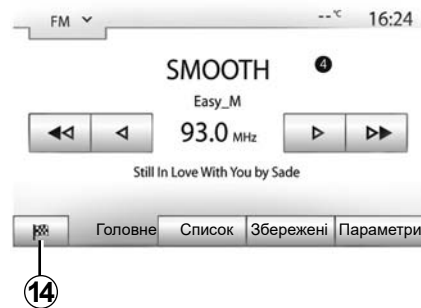 FM --°C 16:24
SMOOTH 4
Easy_M
93.0 MHz
Still In Love With You by Sade
Головне Список Збережені Параметри
14